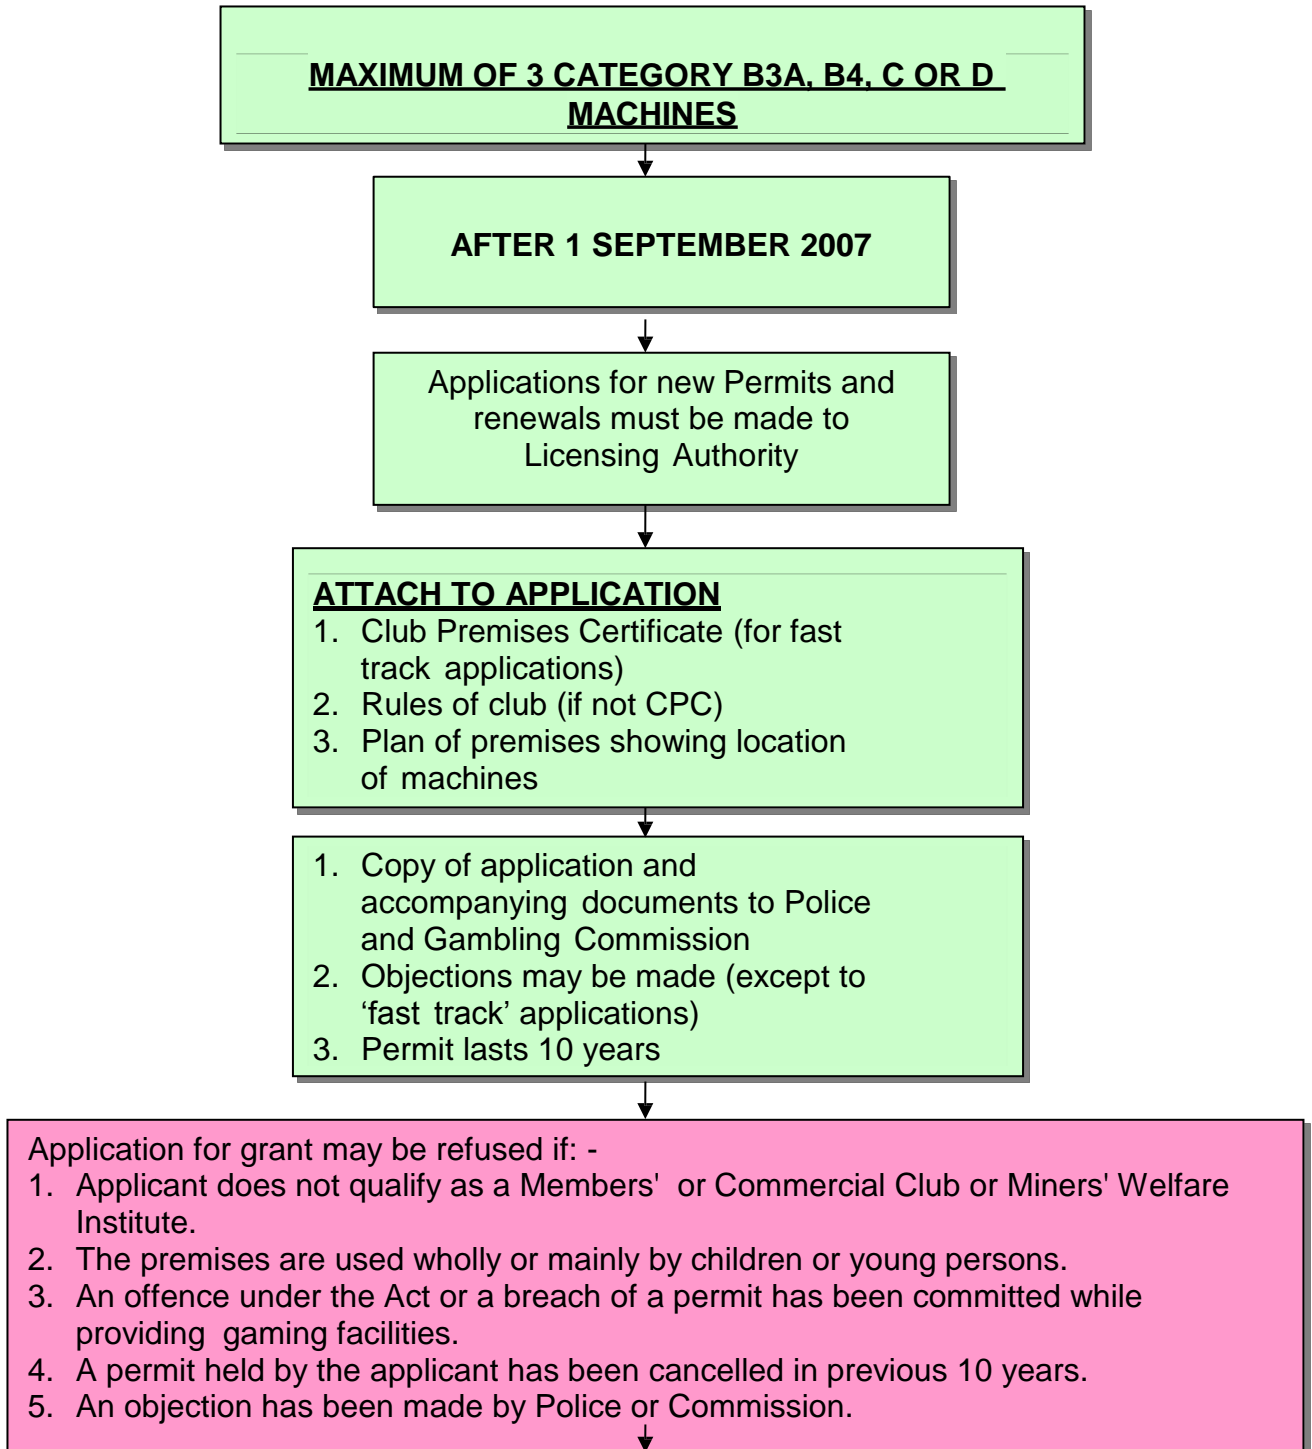 MAXIMUM OF 3 CATEGORY B3A, B4, C OR D
MACHINES
AFTER 1 SEPTEMBER 2007
Applications for new Permits and
renewals must be made to
Licensing Authority
ATTACH TO APPLICATION
1. Club Premises Certificate (for fast
track applications)
2. Rules of club (if not CPC)
3. Plan of premises showing location
of machines
1. Copy of application and
accompanying documents to Police
and Gambling Commission
2. Objections may be made (except to
‘fast track’ applications)
3. Permit lasts 10 years
Application for grant may be refused if: -
1. Applicant does not qualify as a Members' or Commercial Club or Miners' Welfare
Institute.
2. The premises are used wholly or mainly by children or young persons.
3. An offence under the Act or a breach of a permit has been committed while
providing gaming facilities.
4. A permit held by the applicant has been cancelled in previous 10 years.
5. An objection has been made by Police or Commission.